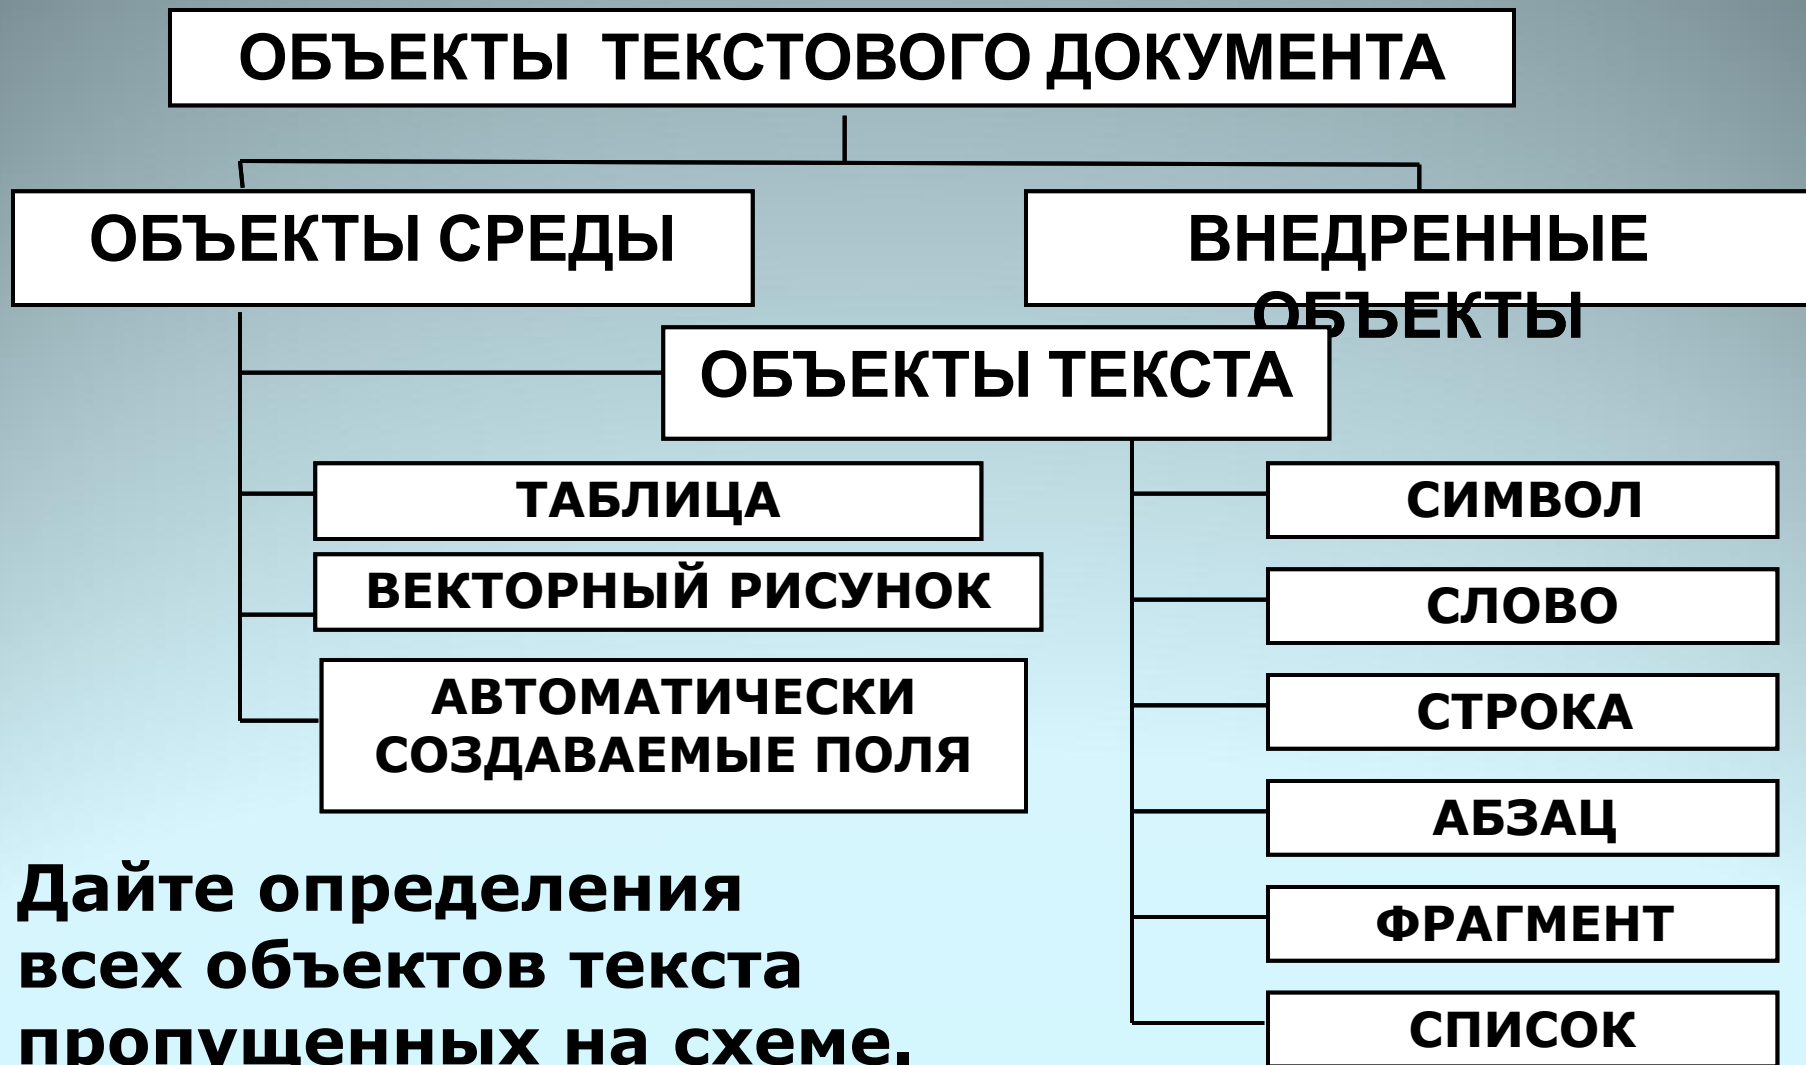 ОБЪЕКТЫ ТЕКСТОВОГО ДОКУМЕНТА
ОБЪЕКТЫ СРЕДЫ
ВНЕДРЕННЫЕ
ОБЪЕКТЫ
ОБЪЕКТЫ ТЕКСТА
ТАБЛИЦА
ВЕКТОРНЫЙ РИСУНОК
АВТОМАТИЧЕСКИ
СОЗДАВАЕМЫЕ ПОЛЯ
СИМВОЛ
СЛОВО
СТРОКА
АБЗАЦ
ФРАГМЕНТ
СПИСОК
Дайте определения
всех объектов текста
пропущенных на схеме.